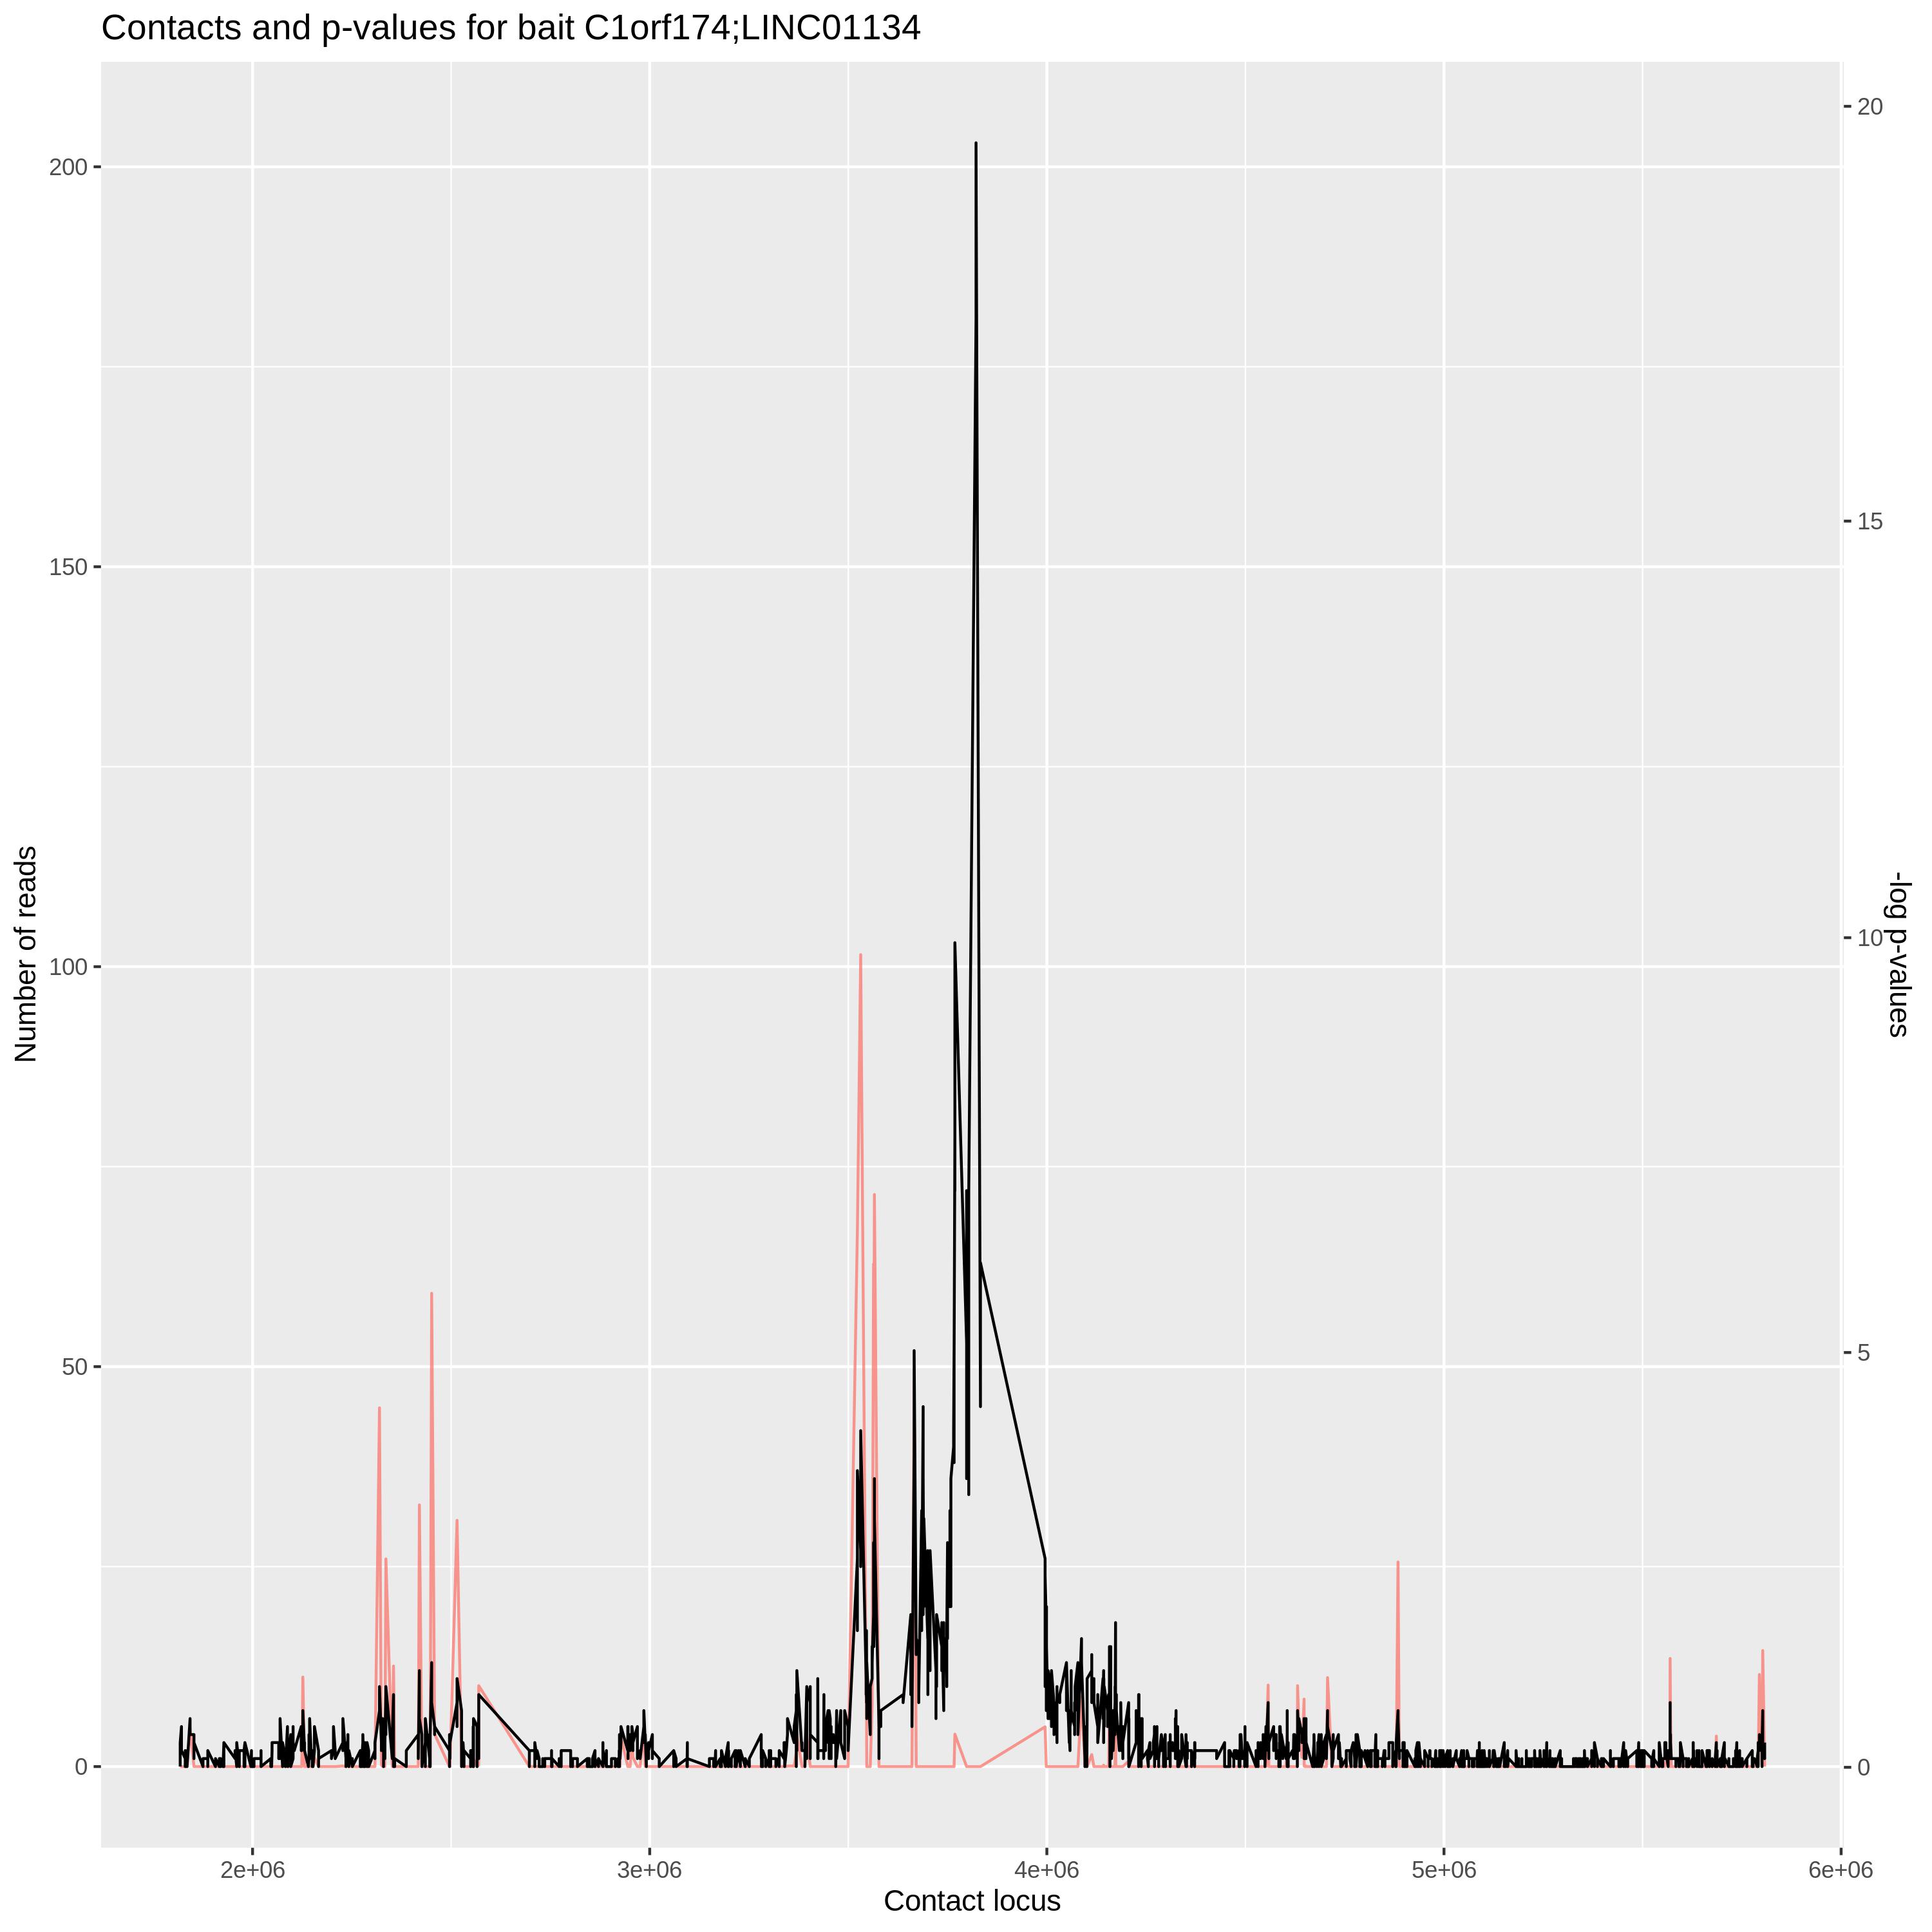 Contacts and p-values for bait C1orf174;LINC01134
200
150
100
50
0
Number of reads
20
15
10
5
0
-log p-values
2e+06
3e+06
4e+06
5e+06
6e+06
Contact locus